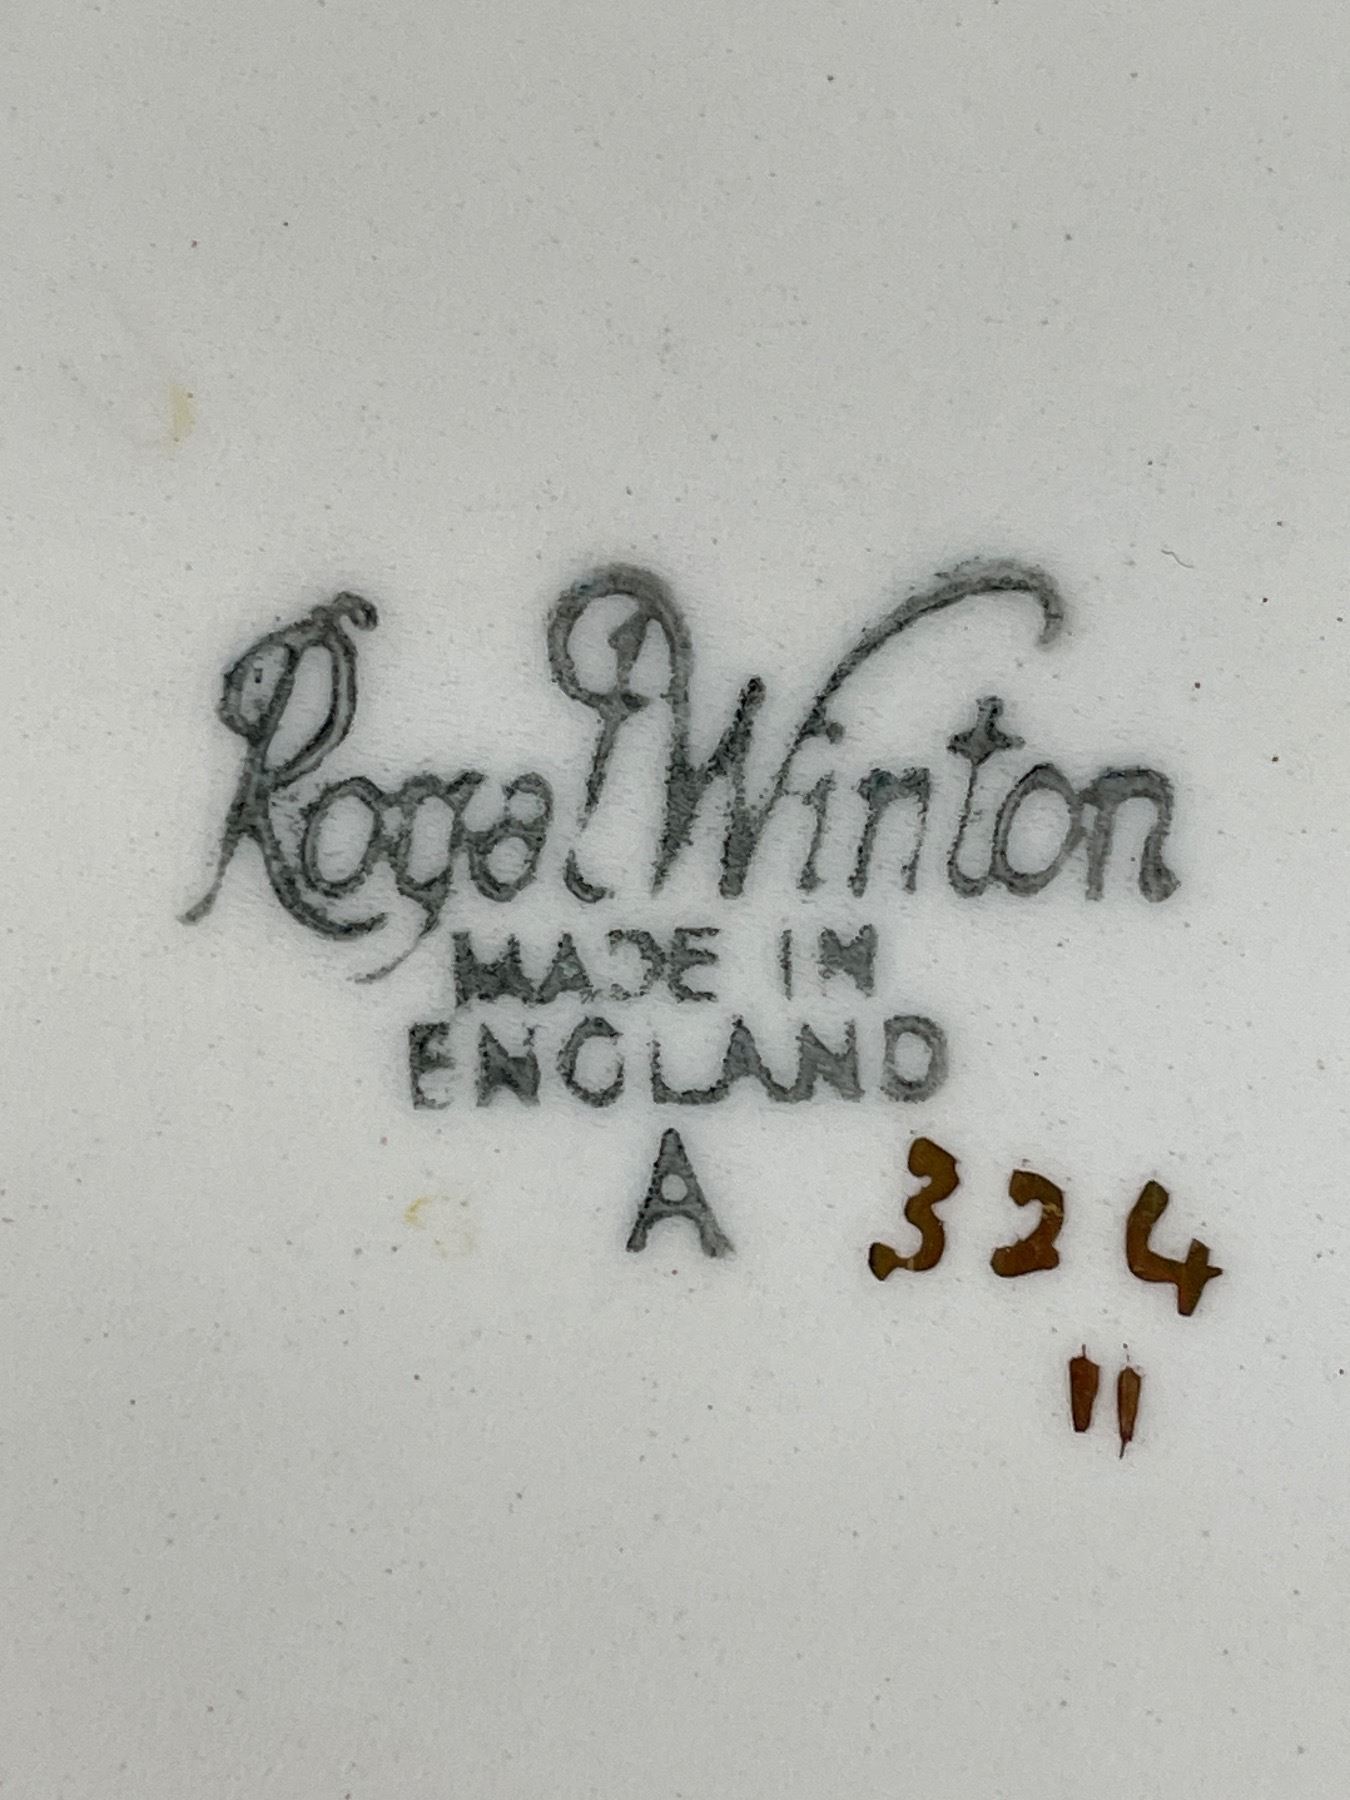 Royal Winton
MADE IN
ENGLAND
A 324
"